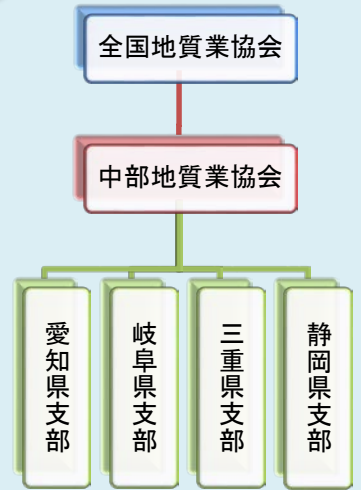 全国地質業協会
中部地質業協会
愛知県支部
岐阜県支部
三重県支部
静岡県支部